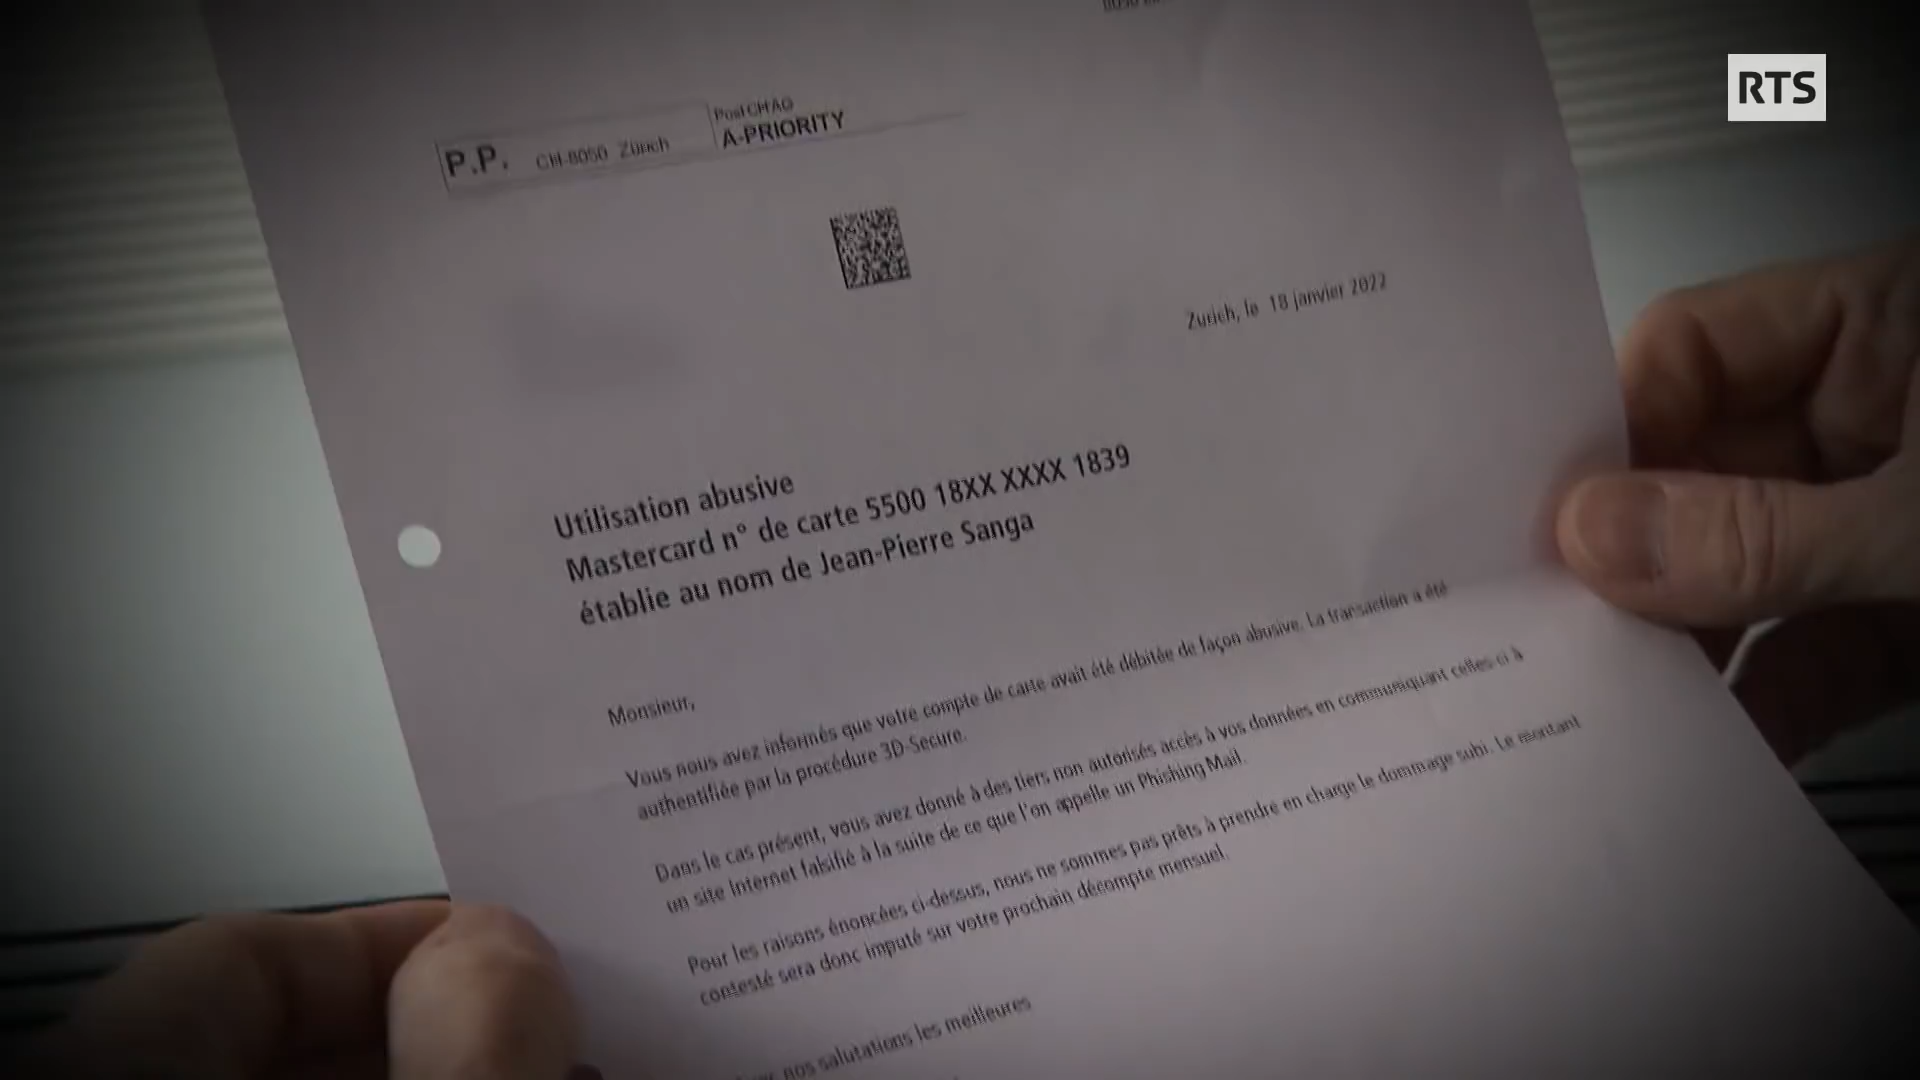 RTS
P.P. CH-8050 Zürich
Post CH AG
A-PRIORITY
Zurich, le 18 janvier 2022
Utilisation abusive
Mastercard n° de carte 5500 18XX XXXX 1839
établie au nom de Jean-Pierre Sanga
Monsieur,
Vous nous avez informés que votre compte de carte avait été débitée de façon abusive. La transaction a été
authentifiée par la procédure 3D-Secure.
Dans le cas présent, vous avez donné à des tiers non autorisés accès à vos données en communiquant celles-ci à
un site Internet falsifié à la suite de ce que l'on appelle un Phishing Mail.
Pour les raisons énoncées ci-dessus, nous ne sommes pas prêts à prendre en charge le dommage subi. Le montant
contesté sera donc imputé sur votre prochain décompte mensuel.
nos salutations les meilleures